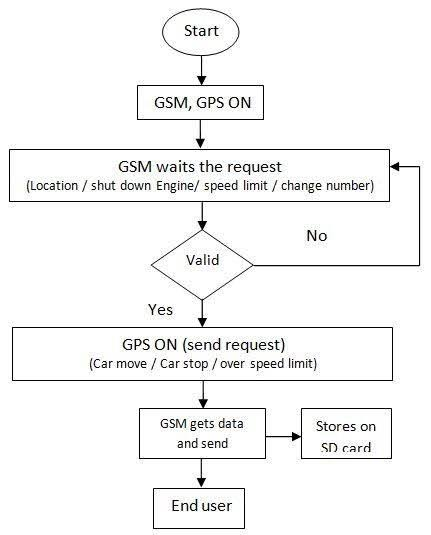 Start
GSM, GPS ON
GSM waits the request
(Location / shut down Engine/ speed limit / change number)
No
Valid
Yes
GPS ON (send request)
(Car move / Car stop / over speed limit)
GSM gets data
and send
Stores on
SD card
End user